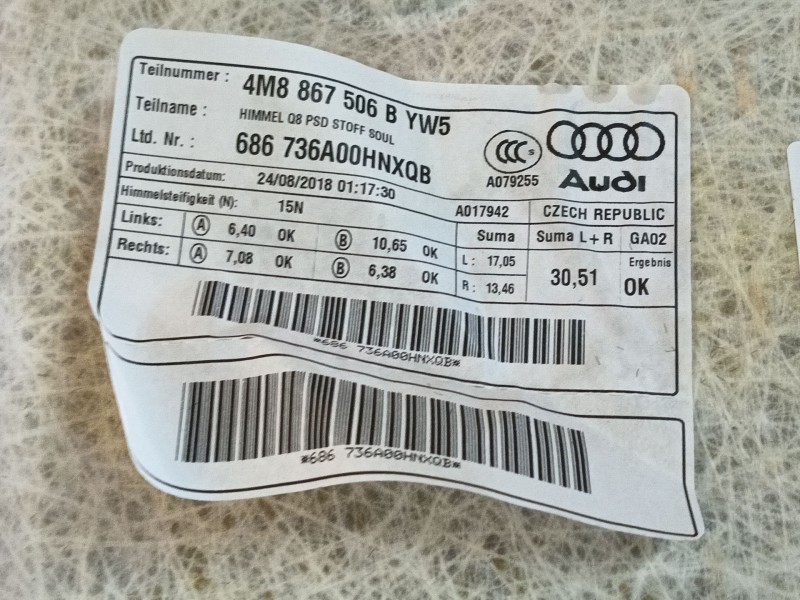 Teilnummer : 4M8 867 506 B YW5
Teilname : HIMMEL Q8 PSD STOFF SOUL
Ltd. Nr. : 686 736A00HNXQB
CCC S
A079255
Audi
Produktionsdatum: 24/08/2018 01:17:30
Himmelsteifigkeit (N): 15N
A017942 CZECH REPUBLIC
Links: A 6,40 OK B 10,65 OK
Rechts: A 7,08 OK B 6,38 OK
Suma Suma L+R GA02
L: 17,05
R: 13,46
30,51
Ergebnis
OK
*686 736A00HNXQB*
*686 736A00HNXQB*